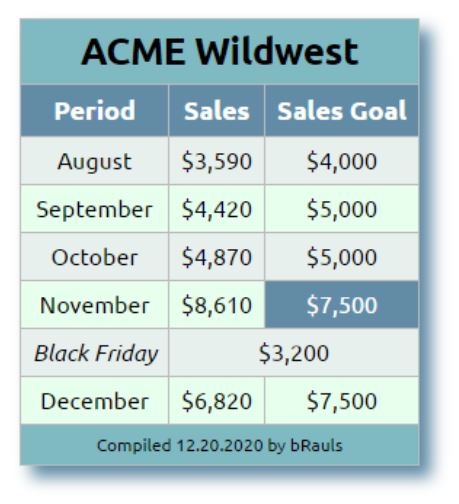 ACME Wildwest
Period Sales Sales Goal
August $3,590 $4,000
September $4,420 $5,000
October $4,870 $5,000
November $8,610 $7,500
Black Friday $3,200
December $6,820 $7,500
Compiled 12.20.2020 by bRauls